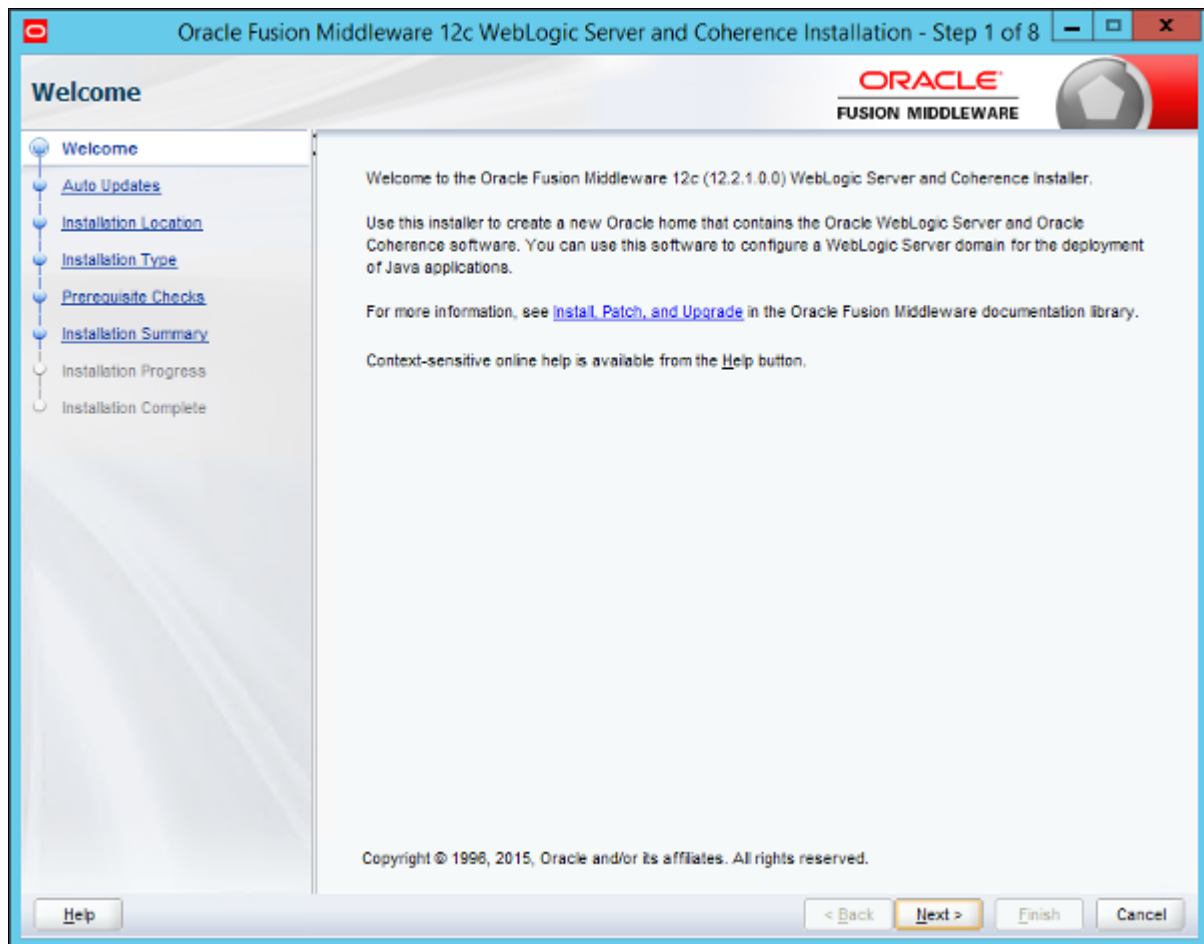 Oracle Fusion Middleware 12c WebLogic Server and Coherence Installation - Step 1 of 8
Welcome
ORACLE
FUSION MIDDLEWARE
Welcome
Auto Updates
Installation Location
Installation Type
Prerequisite Checks
Installation Summary
Installation Progress
Installation Complete
Welcome to the Oracle Fusion Middleware 12c (12.2.1.0.0) WebLogic Server and Coherence Installer.
Use this installer to create a new Oracle home that contains the Oracle WebLogic Server and Oracle
Coherence software. You can use this software to configure a WebLogic Server domain for the deployment
of Java applications.
For more information, see Install, Patch, and Upgrade in the Oracle Fusion Middleware documentation library.
Context-sensitive online help is available from the Help button.
Copyright © 1996, 2015, Oracle and/or its affiliates. All rights reserved.
Help
< Back
Next >
Finish
Cancel